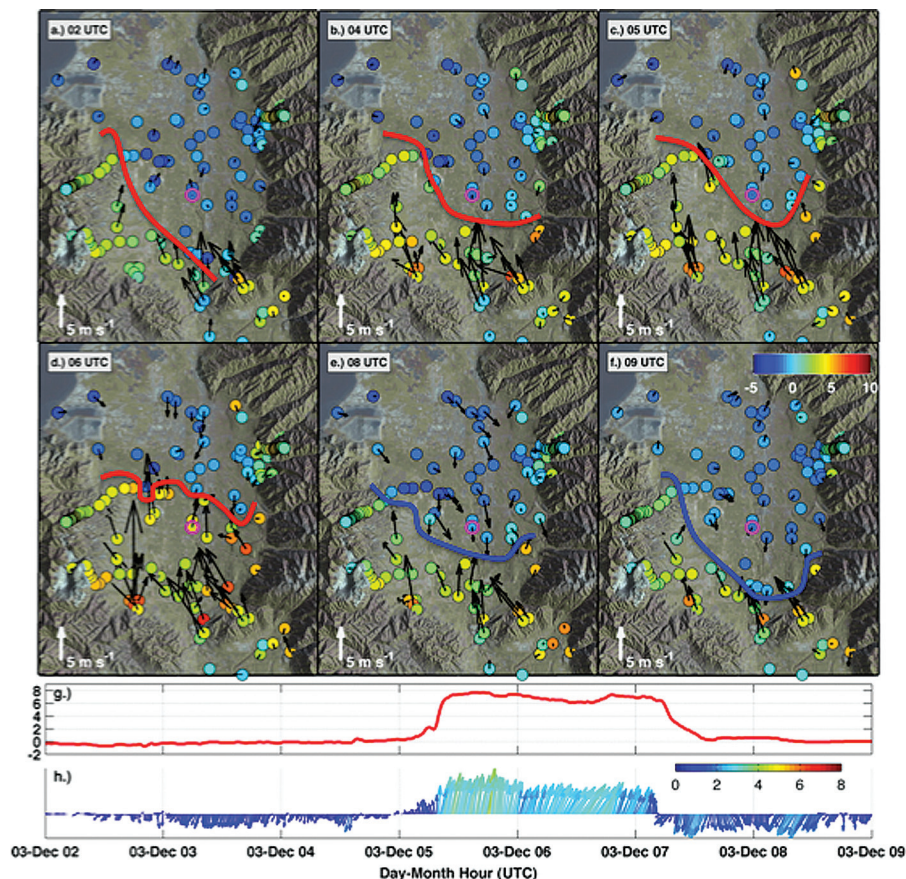 a.) 02 UTC
b.) 04 UTC
c.) 05 UTC
5 m s-1
5 m s-1
5 m s-1
d.) 06 UTC
e.) 08 UTC
f.) 09 UTC
-5 0 5 10
5 m s-1
5 m s-1
5 m s-1
g.)
8
6
4
2
0
-2
h.)
0 2 4 6 8
03-Dec 02 03-Dec 03 03-Dec 04 03-Dec 05 03-Dec 06 03-Dec 07 03-Dec 08 03-Dec 09
Day-Month Hour (UTC)